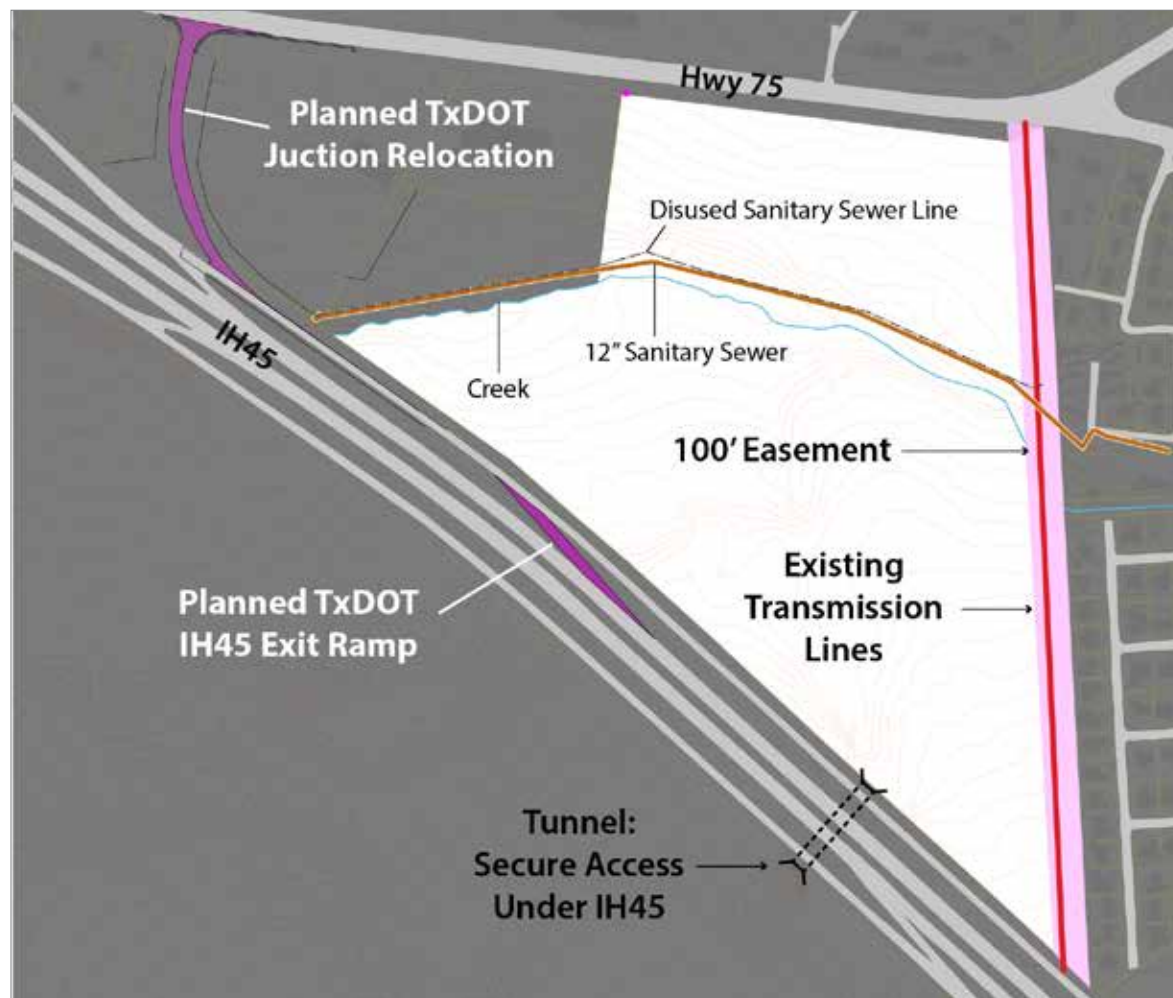 Hwy 75
Planned TxDOT
Juction Relocation
Disused Sanitary Sewer Line
IH45
12" Sanitary Sewer
Creek
100' Easement
Existing
Transmission
Lines
Planned TxDOT
IH45 Exit Ramp
Tunnel:
Secure Access
Under IH45